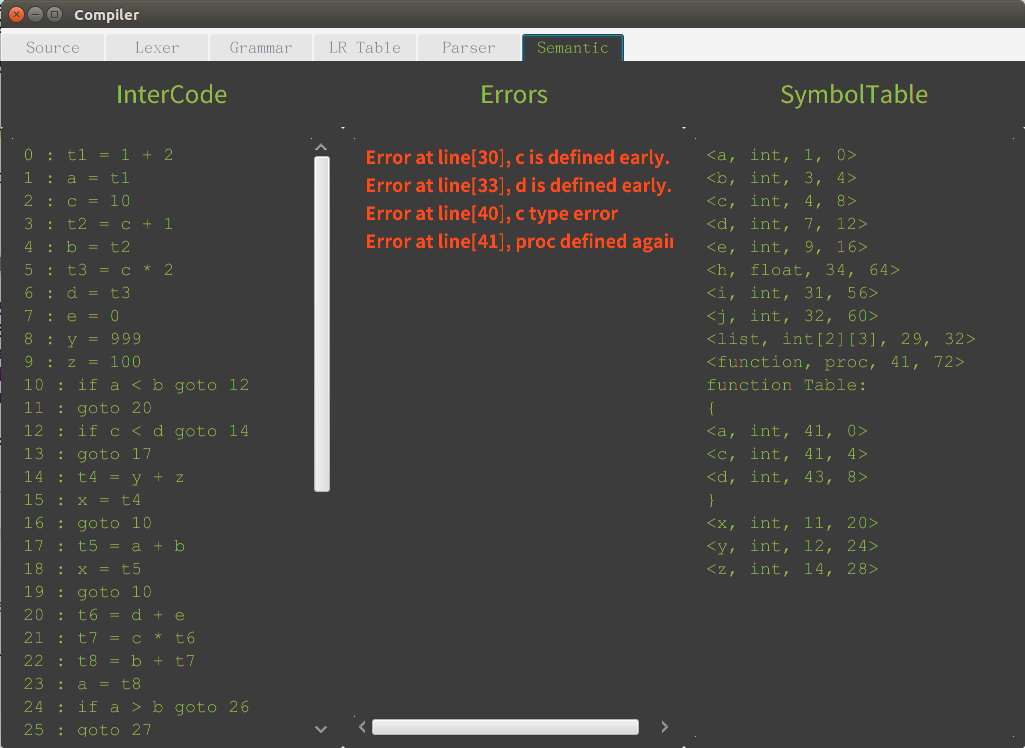 Compiler
Source Lexer Grammar LR Table Parser Semantic
InterCode
0 : t1 = 1 + 2
1 : a = t1
2 : c = 10
3 : t2 = c + 1
4 : b = t2
5 : t3 = c * 2
6 : d = t3
7 : e = 0
8 : y = 999
9 : z = 100
10 : if a < b goto 12
11 : goto 20
12 : if c < d goto 14
13 : goto 17
14 : t4 = y + z
15 : x = t4
16 : goto 10
17 : t5 = a + b
18 : x = t5
19 : goto 10
20 : t6 = d + e
21 : t7 = c * t6
22 : t8 = b + t7
23 : a = t8
24 : if a > b goto 26
25 : goto 27
Errors
Error at line[30], c is defined early.
Error at line[33], d is defined early.
Error at line[40], c type error
Error at line[41], proc defined
SymbolTable
<a, int, 1, 0>
<b, int, 3, 4>
<c, int, 4, 8>
<d, int, 7, 12>
<e, int, 9, 16>
<h, float, 34, 64>
<i, int, 31, 56>
<j, int, 32, 60>
<list, int[2][3], 29, 32>
<function, proc, 41, 72>
function Table:
{
<a, int, 41, 0>
<c, int, 41, 4>
<d, int, 43, 8>
}
<x, int, 11, 20>
<y, int, 12, 24>
<z, int, 14, 28>